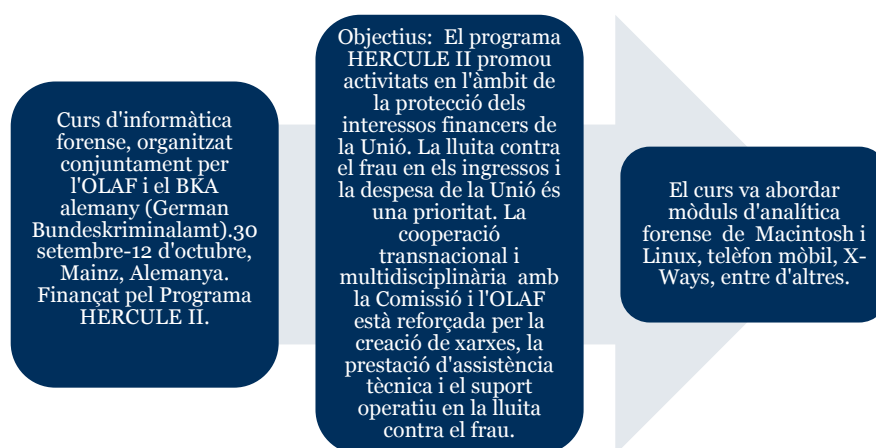 Curs d'informàtica
forense, organitzat
conjuntament per
l'OLAF i el BKA
alemany (German
Bundeskriminalamt).30
setembre-12 d'octubre,
Mainz, Alemanya.
Finançat pel Programa
HERCULE II.
Objectius:  El programa
HERCULE II promou
activitats en l'àmbit de
la protecció dels
interessos financers de
la Unió. La lluita contra
el frau en els ingressos i
la despesa de la Unió és
una prioritat. La
cooperació
transnacional i
multidisciplinària  amb
la Comissió i l'OLAF
està reforçada per la
creació de xarxes, la
prestació d'assistència
tècnica i el suport
operatiu en la lluita
contra el frau.
El curs va abordar
mòduls d'analítica
forense  de  Macintosh i
Linux, telèfon mòbil, X-
Ways, entre d'altres.